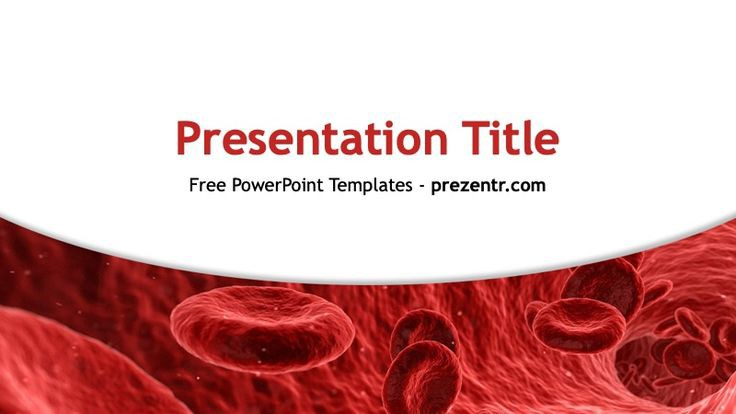 Presentation Title
Free PowerPoint Templates - prezentr.com